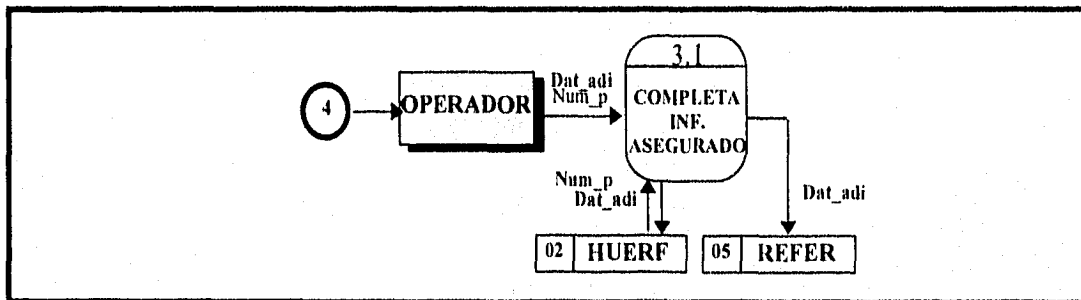 3.1
4
OPERADOR
Dat_adi
Num_p
COMPLETA
INF.
ASEGURADO
Num_p
Dat_adi
Dat_adi
02 HUERF
05 REFER